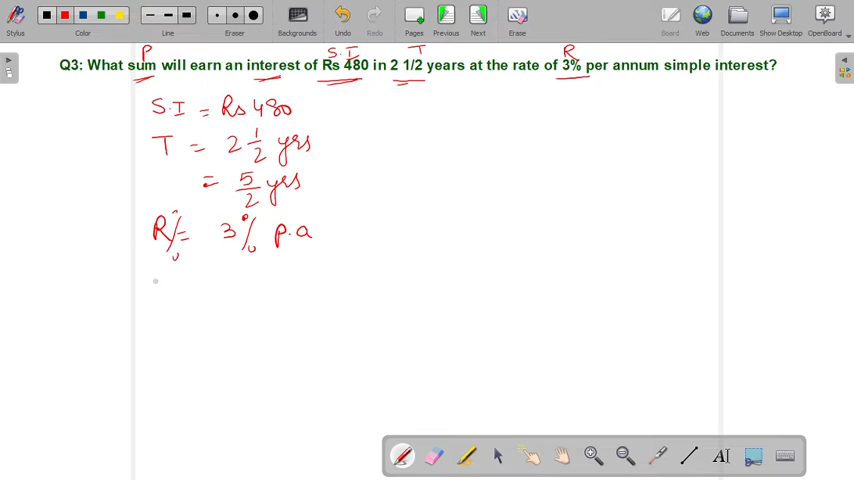 Stylus Color Line Eraser Backgrounds Undo Redo Pages Previous Next Erase Board Web Documents Show Desktop OpenBoard
P S.I T R
Q3: What sum will earn an interest of Rs 480 in 2 1/2 years at the rate of 3% per annum simple interest?
S.I = Rs 480
T = 2 1/2 yrs
= 5/2 yrs
R% = 3% p.a